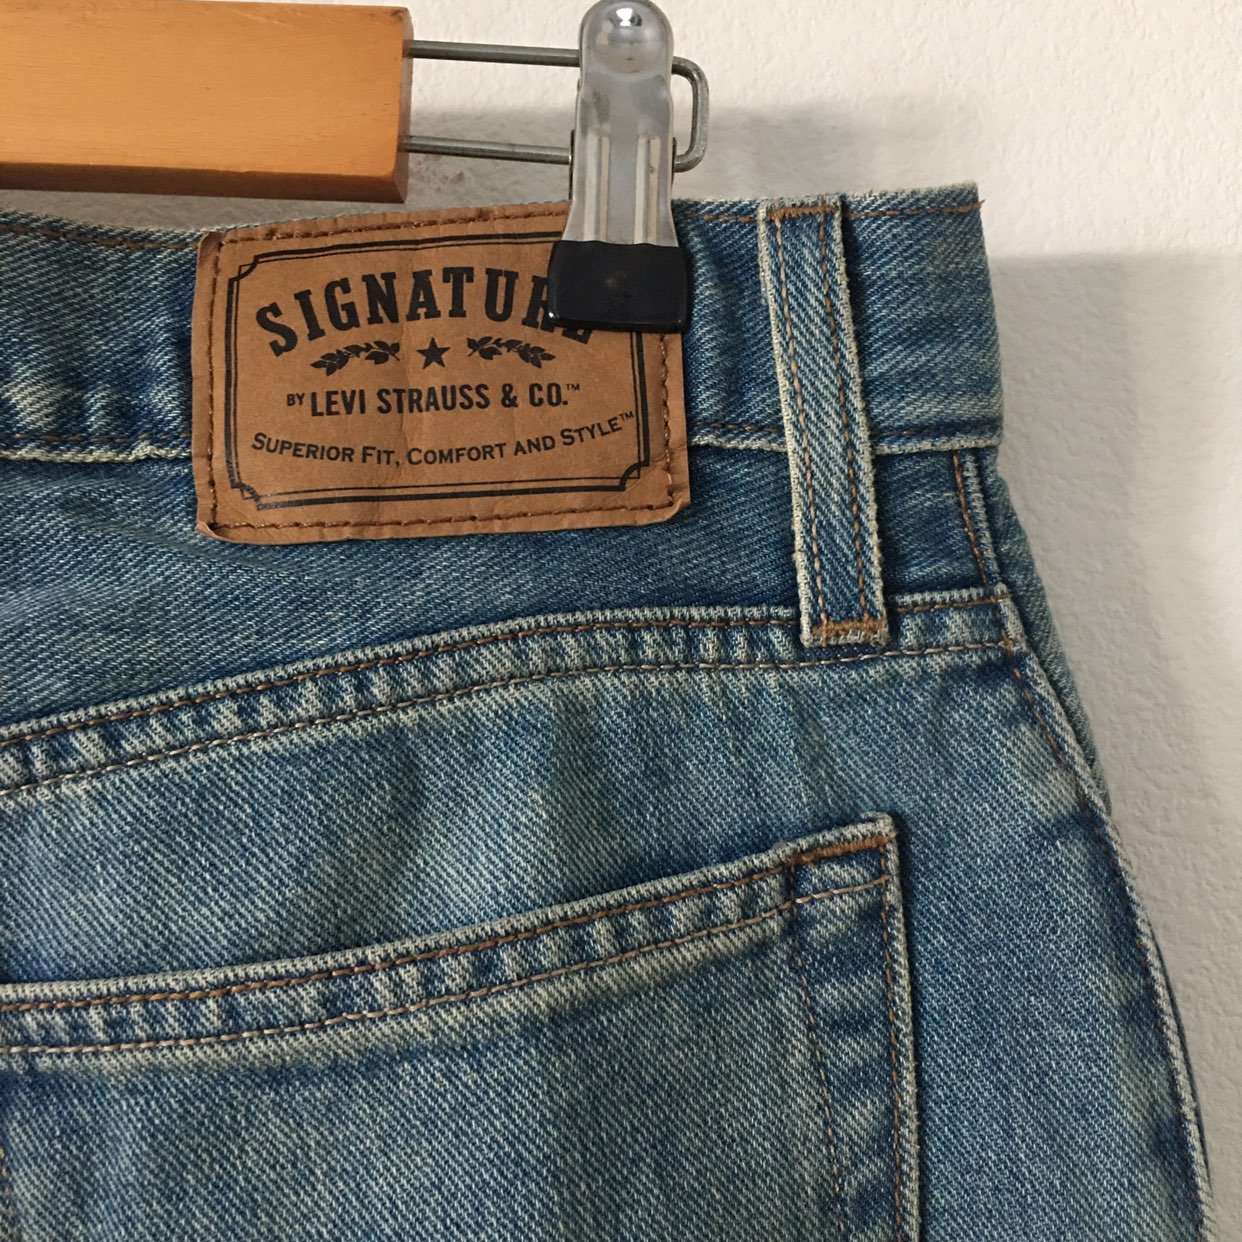 SIGNATURE
BY LEVI STRAUSS & CO.™
SUPERIOR FIT, COMFORT AND STYLE™